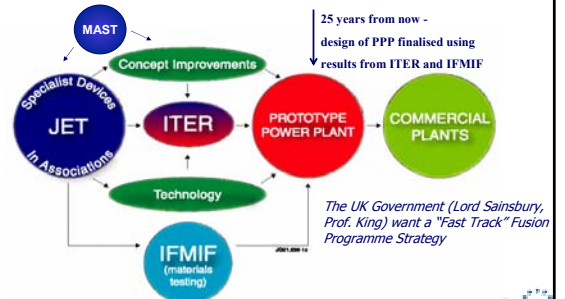 MAST
25 years from now -
design of PPP finalised using
results from ITER and IFMIF
Concept Improvements
Specialist Devices
JET
In Associations
ITER
PROTOTYPE
POWER PLANT
COMMERCIAL
PLANTS
Technology
The UK Government (Lord Sainsbury,
Prof. King) want a "Fast Track" Fusion
Programme Strategy
IFMIF
(materials
testing)